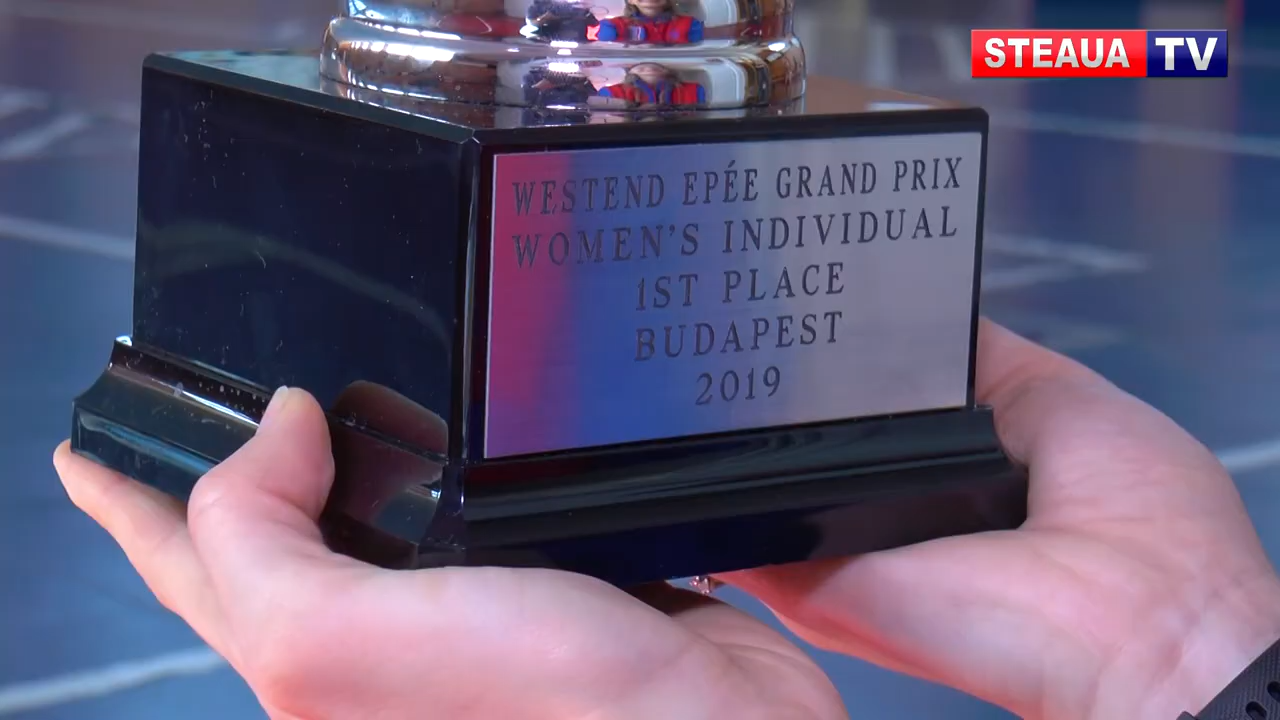 STEAUA TV
WESTEND EPÉE GRAND PRIX
WOMEN'S INDIVIDUAL
1ST PLACE
BUDAPEST
2019